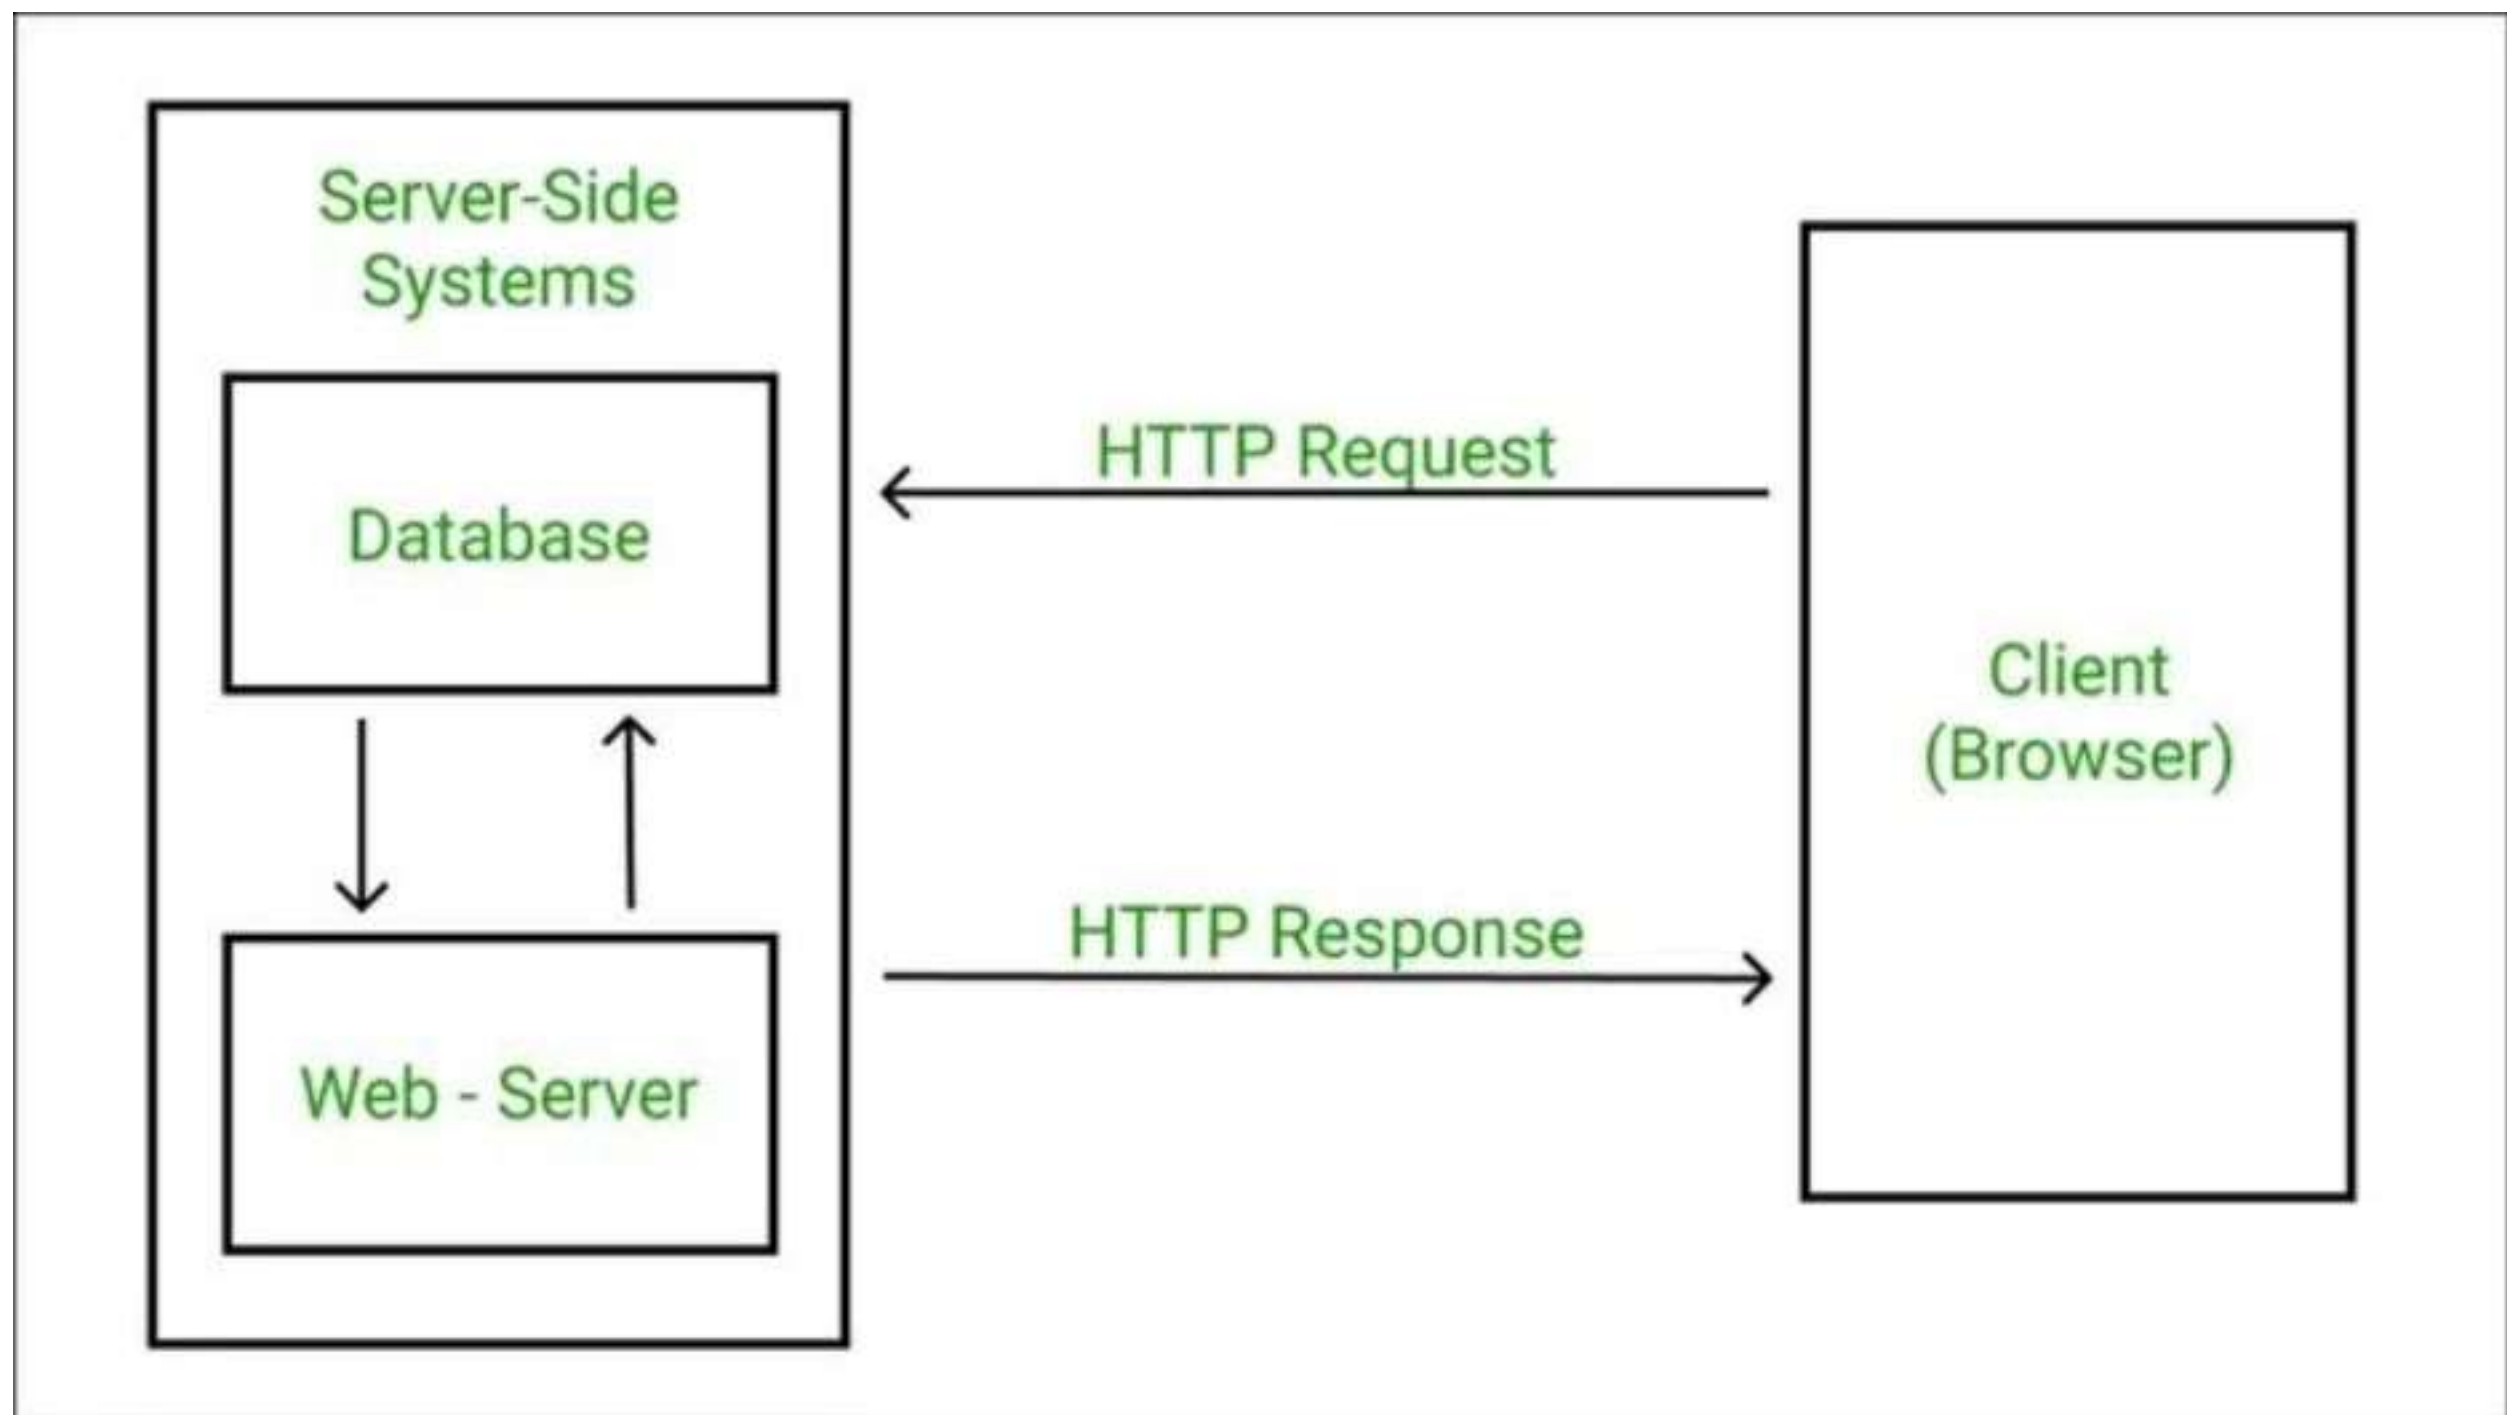 Server-Side
Systems
Database
Web - Server
HTTP Request
HTTP Response
Client
(Browser)